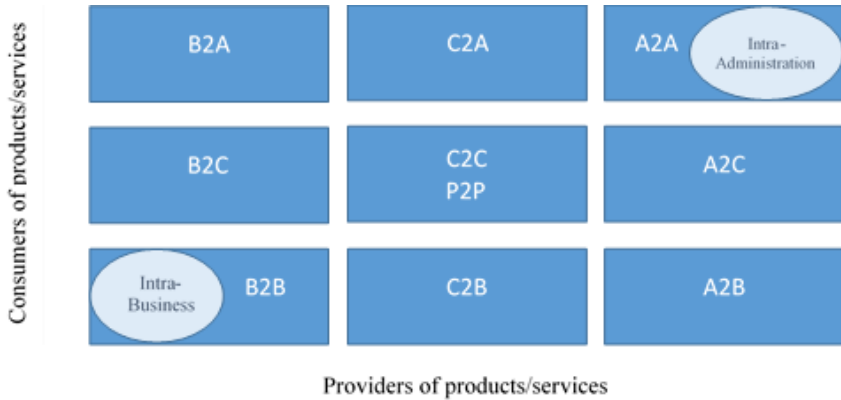 Consumers of products/services
B2A
C2A
A2A
Intra-
Administration
B2C
C2C
P2P
A2C
Intra-
Business
B2B
C2B
A2B
Providers of products/services